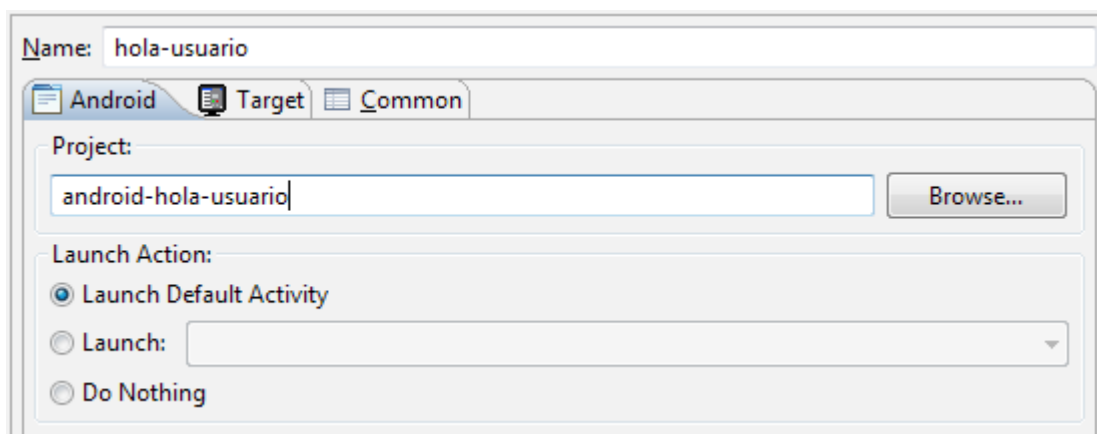 Name: hola-usuario
Android Target Common
Project:
android-hola-usuario Browse...
Launch Action:
Launch Default Activity
Launch:
Do Nothing